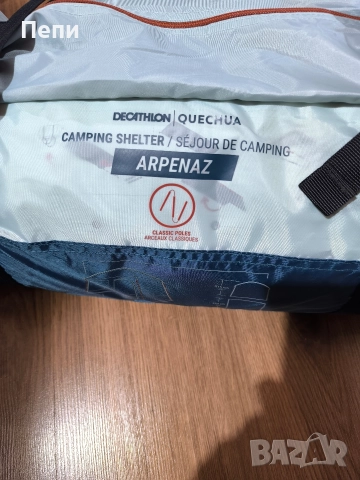 Пепи
DECATHLON | QUECHUA
CAMPING SHELTER / SÉJOUR DE CAMPING
ARPENAZ
CLASSIC POLES
ARCEAUX CLASSIQUES
BAZAR